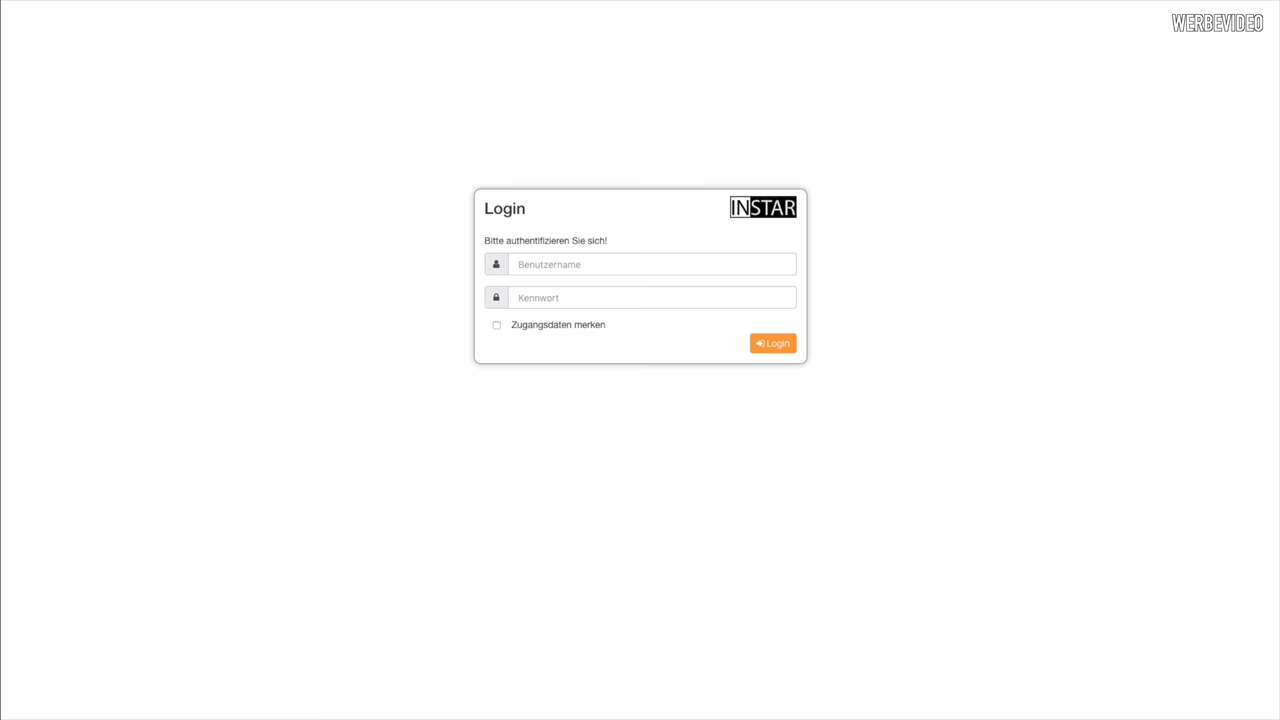 WERBEVIDEO
Login
INSTAR
Bitte authentifizieren Sie sich!
Benutzername
Kennwort
Zugangsdaten merken
Login